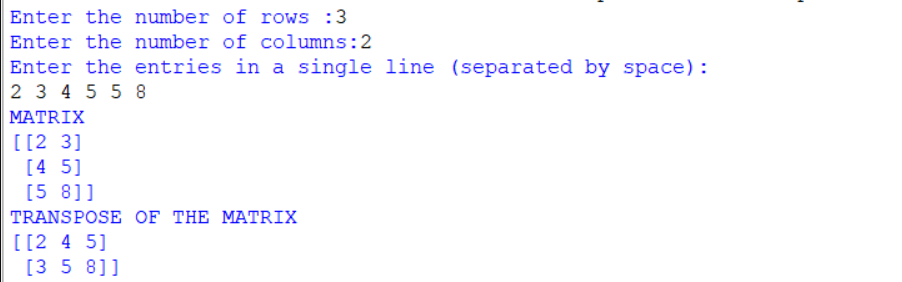 Enter the number of rows :3
Enter the number of columns:2
Enter the entries in a single line (separated by space):
2 3 4 5 5 8
MATRIX
[[2 3]
 [4 5]
 [5 8]]
TRANSPOSE OF THE MATRIX
[[2 4 5]
 [3 5 8]]